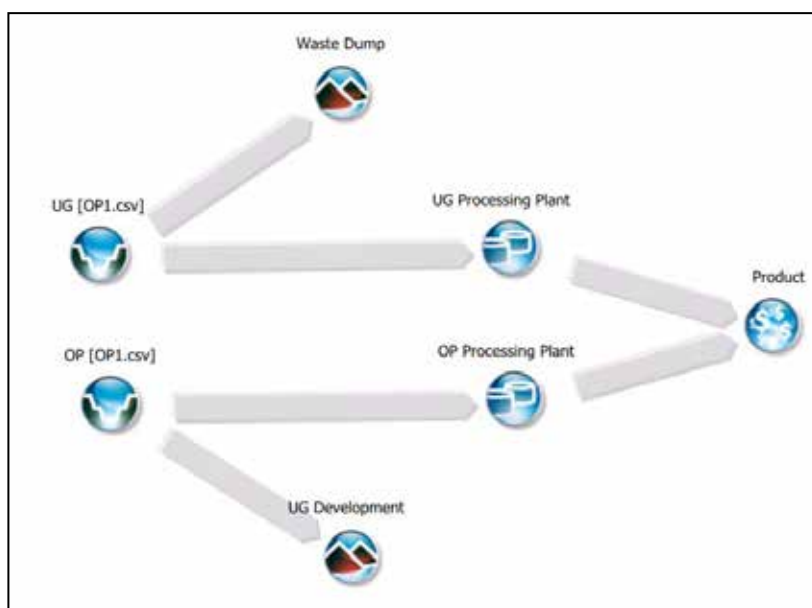 Waste Dump
UG [OP1.csv]
UG Processing Plant
Product
OP [OP1.csv]
OP Processing Plant
UG Development